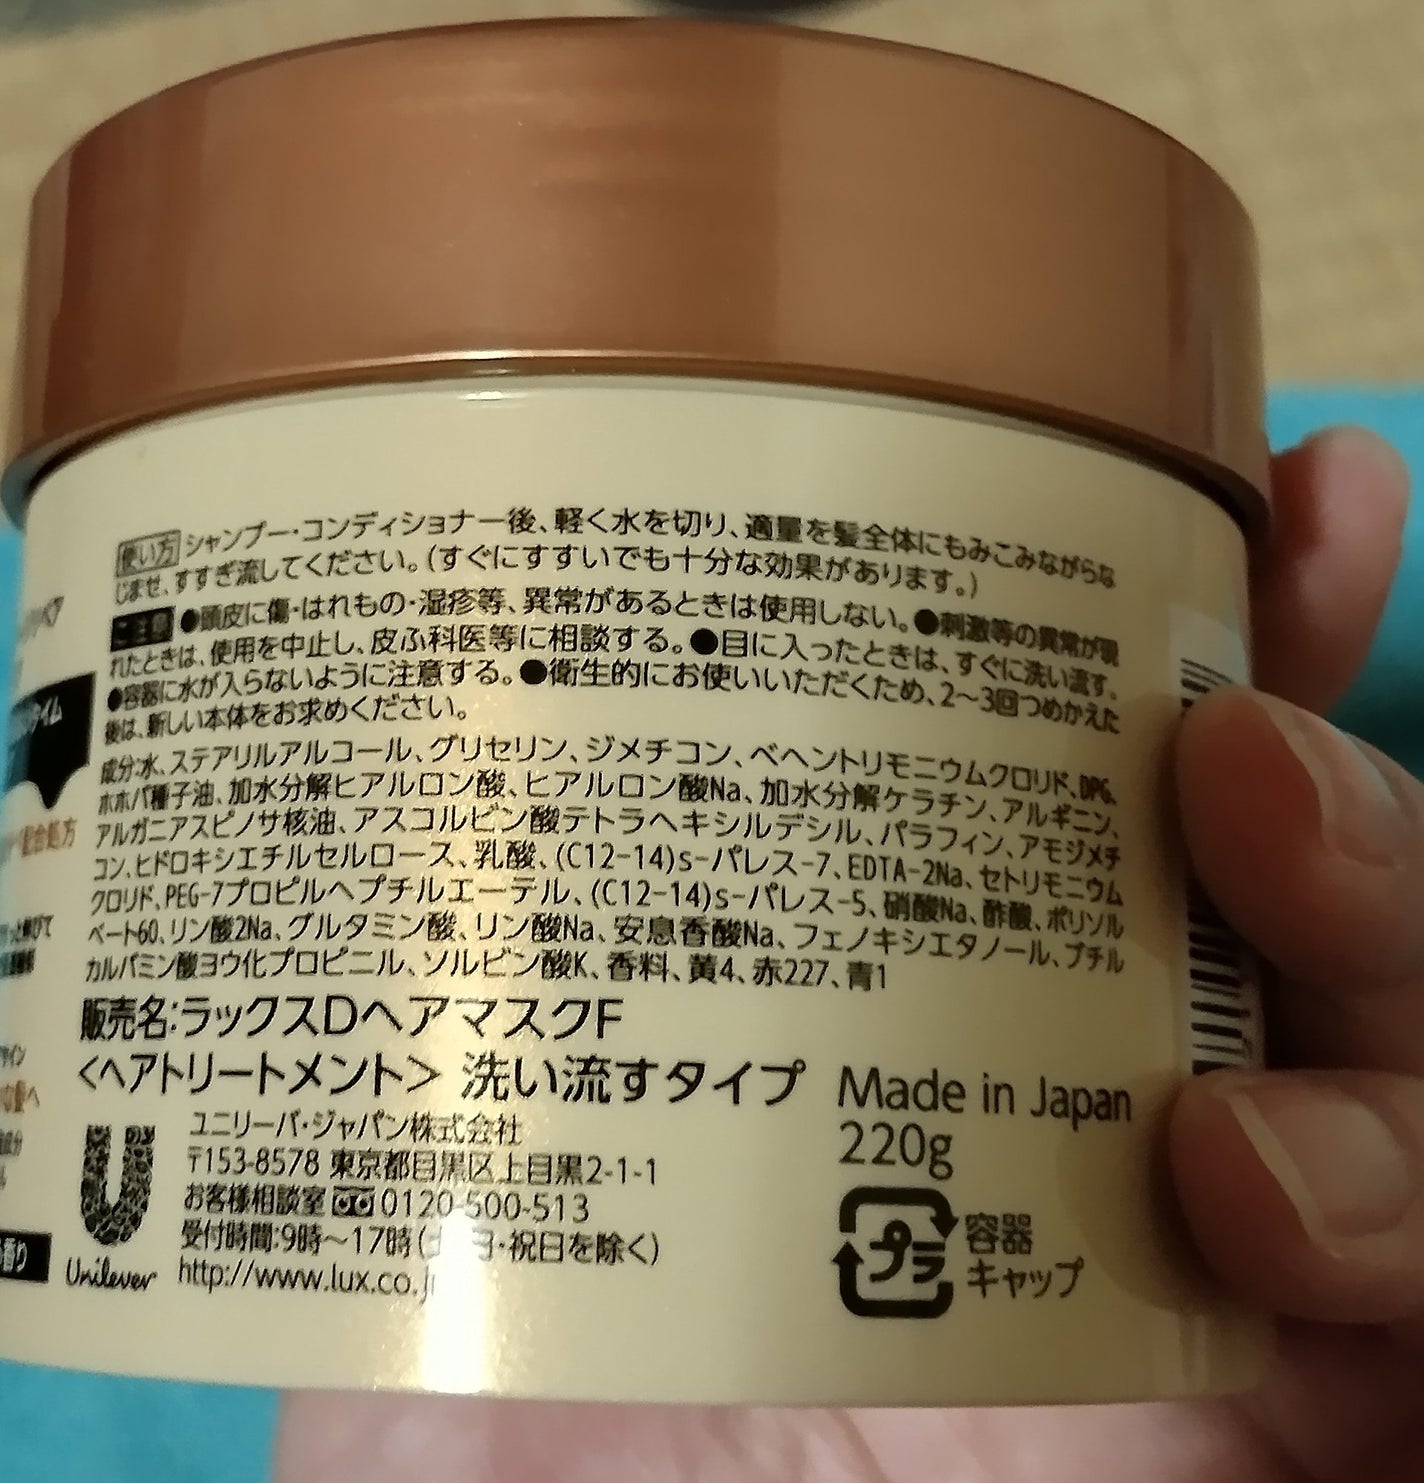 使い方 シャンプー・コンディショナー後、軽く水を切り、適量を髪全体にもみこみながらな
じませ、すすぎ流してください。(すぐにすすいでも十分な効果があります。)
ご注意 ●頭皮に傷・はれもの・湿疹等、異常があるときは使用しない。●刺激等の異常が現
れたときは、使用を中止し、皮ふ科医等に相談する。●目に入ったときは、すぐに洗い流す。
●容器に水が入らないように注意する。●衛生的にお使いいただくため、2〜3回つめかえた
後は、新しい本体をお求めください。
成分:水、ステアリルアルコール、グリセリン、ジメチコン、ベヘントリモニウムクロリド、DPG、
ホホバ種子油、加水分解ヒアルロン酸、ヒアルロン酸Na、加水分解ケラチン、アルギニン、
アルガニアスピノサ核油、アスコルビン酸テトラヘキシルデシル、パラフィン、アモジメチ
コン、ヒドロキシエチルセルロース、乳酸、(C12-14)s-パレス-7、EDTA-2Na、セトリモニウム
クロリド、PEG-7プロピルヘプチルエーテル、(C12-14)s-パレス-5、硝酸Na、酢酸、ポリソル
ベート60、リン酸2Na、グルタミン酸、リン酸Na、安息香酸Na、フェノキシエタノール、ブチル
カルバミン酸ヨウ化プロピニル、ソルビン酸K、香料、黄4、赤227、青1
販売名:ラックスDヘアマスクF
<ヘアトリートメント> 洗い流すタイプ
Made in Japan
220g
ユニリーバ・ジャパン株式会社
〒153-8578 東京都目黒区上目黒2-1-1
お客様相談室 0120-500-513
受付時間:9時〜17時(土・日・祝日を除く)
http://www.lux.co.j
Unilever
プラ
容器
キャップ
配合処方